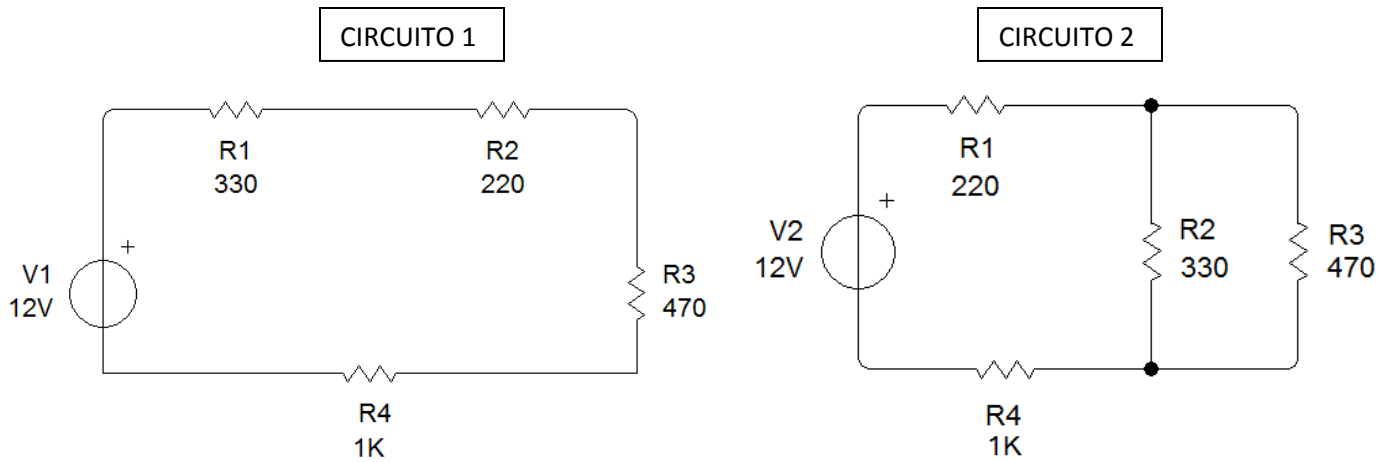 CIRCUITO 1
R1
330
R2
220
+
V1
12V
R3
470
R4
1K
CIRCUITO 2
R1
220
+
V2
12V
R2
330
R3
470
R4
1K